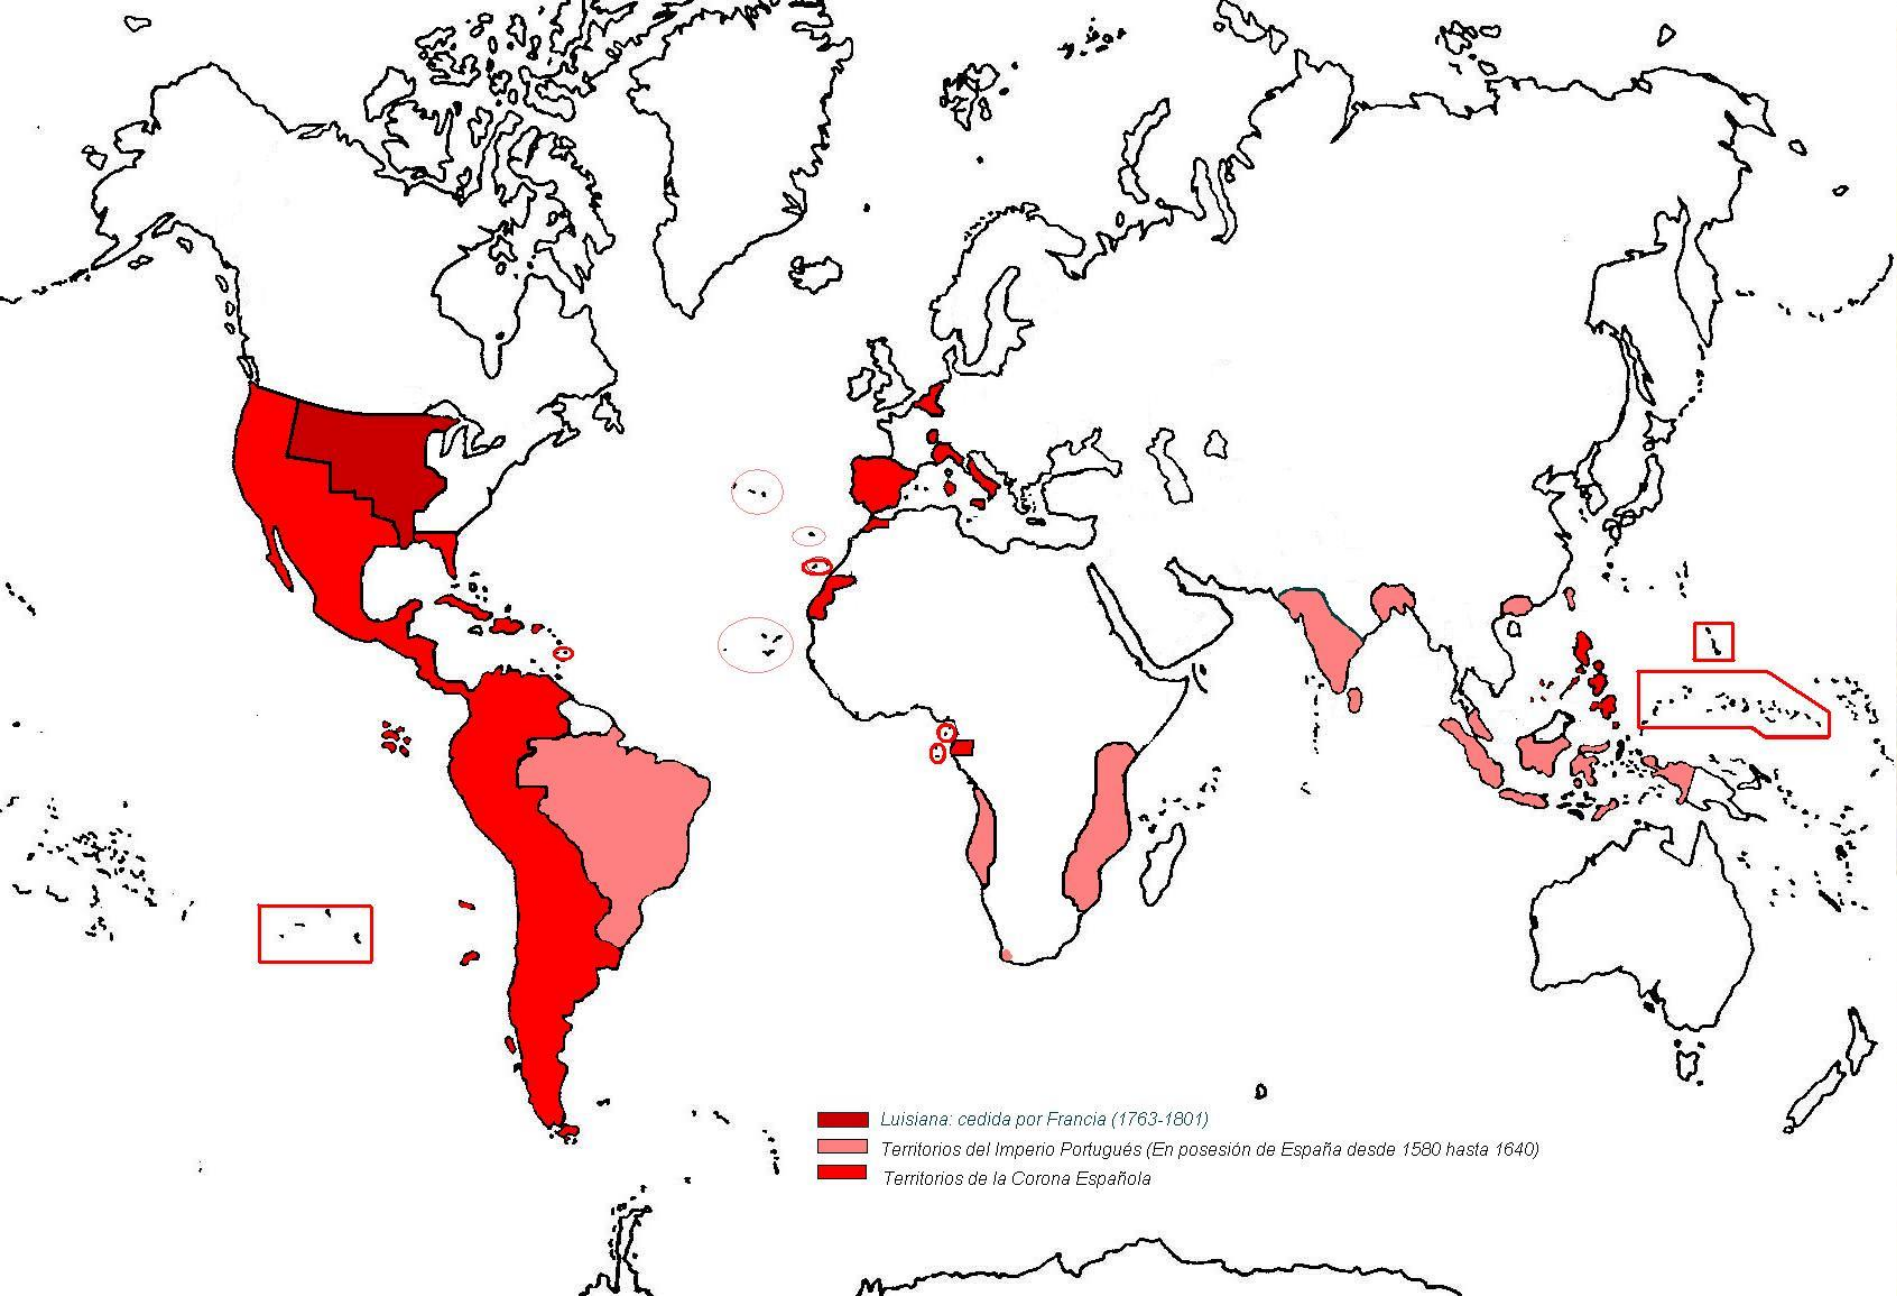 Luisiana: cedida por Francia (1763-1801)
Territorios del Imperio Portugués (En posesión de España desde 1580 hasta 1640)
Territorios de la Corona Española